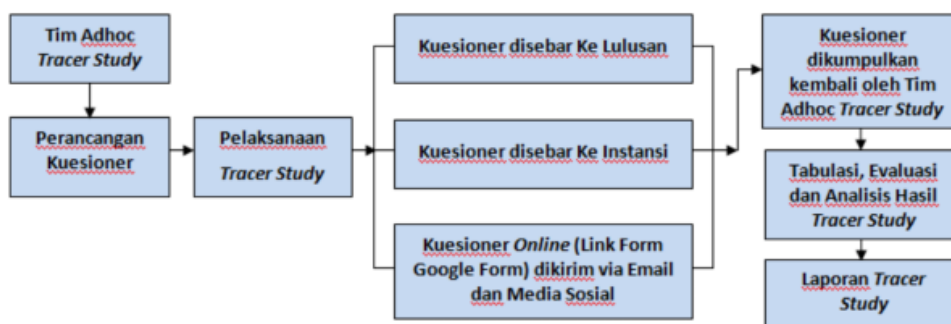 Tim Adhoc
Tracer Study
Perancangan
Kuesioner
Pelaksanaan
Tracer Study
Kuesioner disebar Ke Lulusan
Kuesioner disebar Ke Instansi
Kuesioner Online (Link Form
Google Form) dikirim via Email
dan Media Sosial
Kuesioner
dikumpulkan
kembali oleh Tim
Adhoc Tracer Study
Tabulasi, Evaluasi
dan Analisis Hasil
Tracer Study
Laporan Tracer
Study